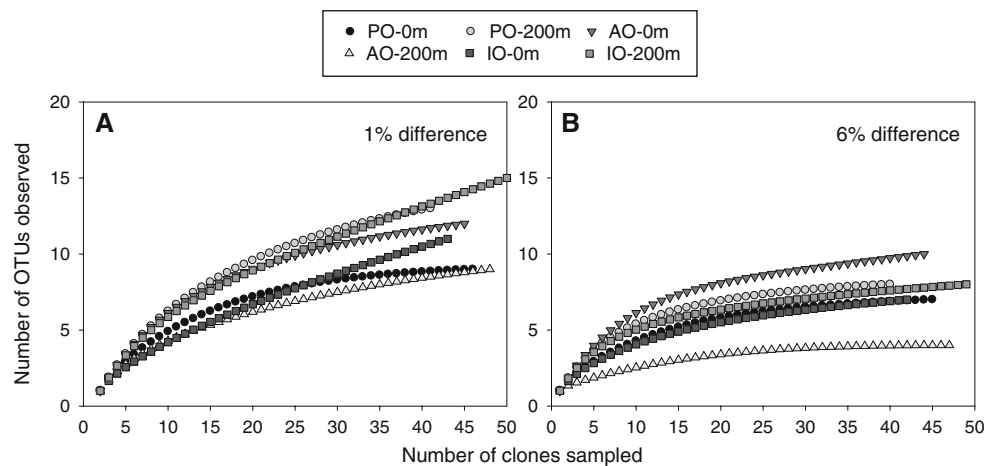 PO-0m PO-200m AO-0m
AO-200m IO-0m IO-200m
A
1% difference
B
6% difference
Number of OTUs observed
20
15
10
5
0
20
15
10
5
0
0 5 10 15 20 25 30 35 40 45 50
0 5 10 15 20 25 30 35 40 45 50
Number of clones sampled